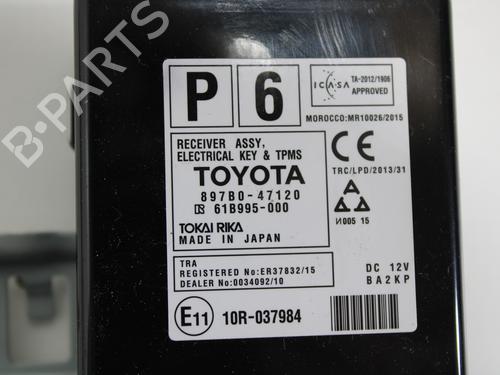 B-PARTS
P 6
ICASA
TA-2012/1906
APPROVED
MOROCCO:MR10026/2015
RECEIVER ASSY,
ELECTRICAL KEY & TPMS
TOYOTA
897B0-47120
61B995-000
TOKAI RIKA
MADE IN JAPAN
CE
TRC/LPD/2013/31
И005 15
TRA
REGISTERED No:ER37832/15
DEALER No:0034092/10
DC 12V
BA2KP
E11 10R-037984